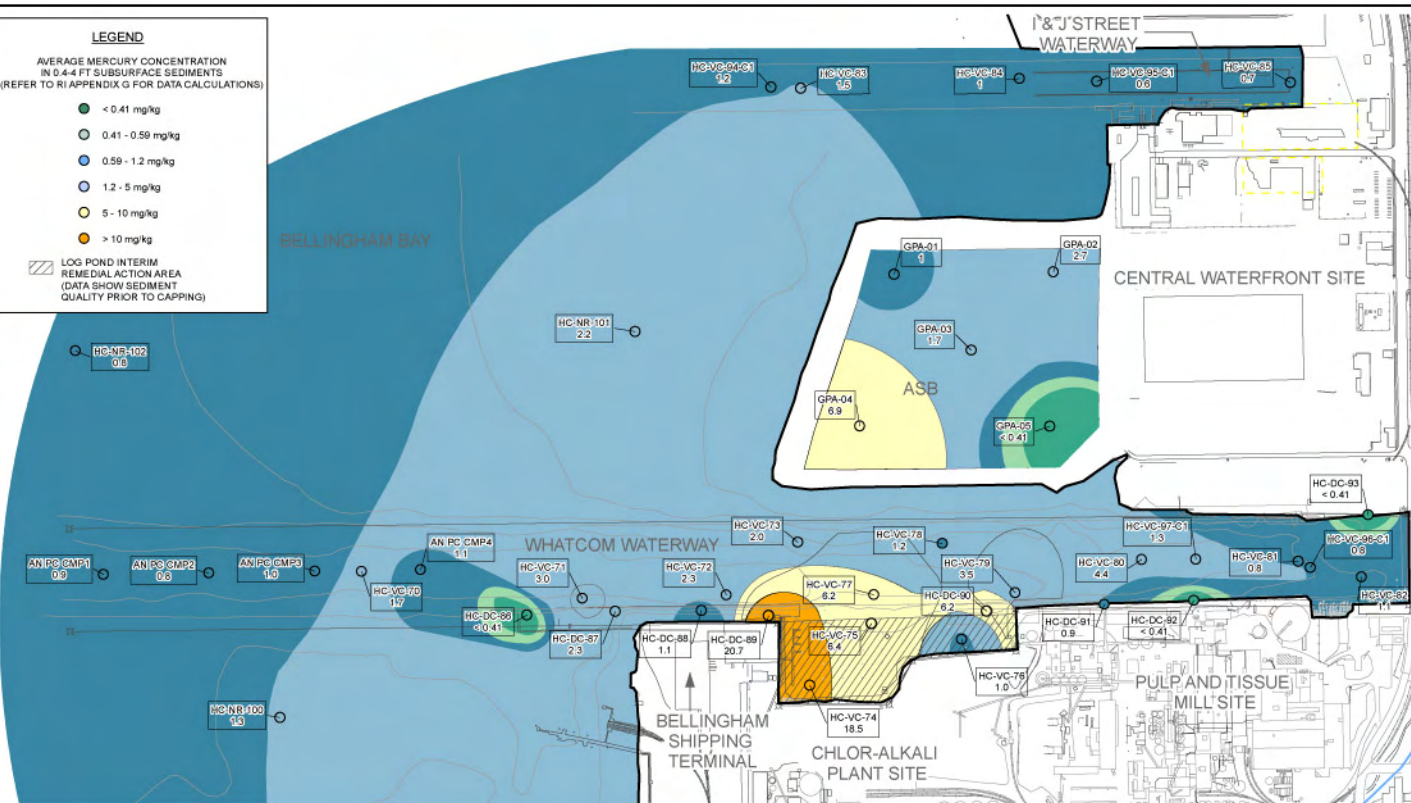 LEGEND
AVERAGE MERCURY CONCENTRATION
IN 0.4-4 FT SUBSURFACE SEDIMENTS
(REFER TO RI APPENDIX G FOR DATA CALCULATIONS)
< 0.41 mg/kg
0.41 - 0.59 mg/kg
0.59 - 1.2 mg/kg
1.2 - 5 mg/kg
5 - 10 mg/kg
> 10 mg/kg
LOG POND INTERIM
REMEDIAL ACTION AREA
(DATA SHOW SEDIMENT
QUALITY PRIOR TO CAPPING)
I & J STREET
WATERWAY
HC-VC-94-C1
1.2
HC-VC-83
1.5
HC-VC-84
1
HC-VC-95-C1
0.6
HC-VC-85
0.7
BELLINGHAM BAY
GPA-01
1
GPA-02
2.7
CENTRAL WATERFRONT SITE
HC-NR-101
2.2
GPA-03
1.7
HC-NR-102
0.8
ASB
GPA-04
6.9
GPA-05
< 0.41
HC-DC-93
< 0.41
HC-VC-73
2.0
HC-VC-78
1.2
HC-VC-97-C1
1.3
HC-VC-96-C1
0.8
AN PC CMP4
1.1
WHATCOM WATERWAY
AN PC CMP1
0.9
AN PC CMP2
0.8
AN PC CMP3
1.0
HC-VC-71
3.0
HC-VC-72
2.3
HC-VC-79
3.5
HC-VC-80
4.4
HC-VC-81
0.8
HC-VC-77
6.2
HC-VC-70
1.7
HC-DC-90
6.2
HC-VC-82
1.1
HC-DC-86
< 0.41
HC-DC-87
2.3
HC-DC-88
1.1
HC-DC-89
20.7
HC-VC-75
6.4
HC-DC-91
0.9
HC-DC-92
< 0.41
HC-VC-76
1.0
HC-NR-100
1.3
HC-VC-74
18.5
PULP AND TISSUE
MILL SITE
BELLINGHAM
SHIPPING
TERMINAL
CHLOR-ALKALI
PLANT SITE